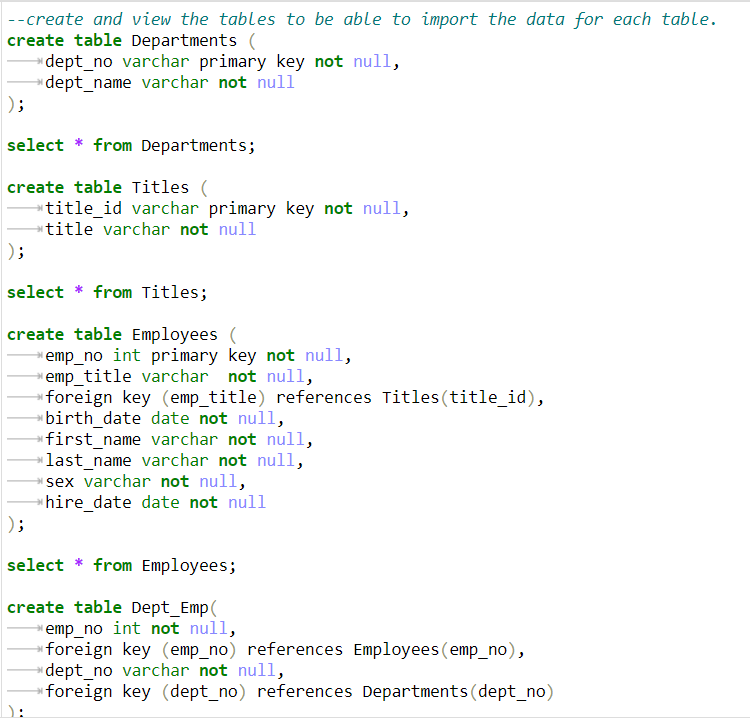 --create and view the tables to be able to import the data for each table.
create table Departments (
dept_no varchar primary key not null,
dept_name varchar not null
);
select * from Departments;
create table Titles (
title_id varchar primary key not null,
title varchar not null
);
select * from Titles;
create table Employees (
emp_no int primary key not null,
emp_title varchar  not null,
foreign key (emp_title) references Titles(title_id),
birth_date date not null,
first_name varchar not null,
last_name varchar not null,
sex varchar not null,
hire_date date not null
);
select * from Employees;
create table Dept_Emp(
emp_no int not null,
foreign key (emp_no) references Employees(emp_no),
dept_no varchar not null,
foreign key (dept_no) references Departments(dept_no)
);